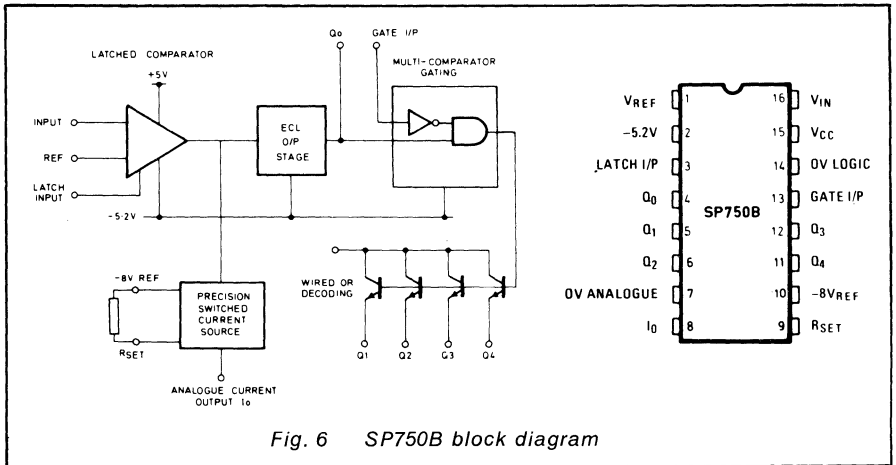 Q0 GATE I/P
LATCHED COMPARATOR
+5V
MULTI-COMPARATOR
GATING
INPUT
REF
LATCH
INPUT
ECL
O/P
STAGE
-5·2V
-8V REF
RSET
PRECISION
SWITCHED
CURRENT
SOURCE
ANALOGUE CURRENT
OUTPUT Io
WIRED OR
DECODING
Q1 Q2 Q3 Q4
VREF 1 16 VIN
-5.2V 2 15 VCC
LATCH I/P 3 14 OV LOGIC
Q0 4 13 GATE I/P
SP750B
Q1 5 12 Q3
Q2 6 11 Q4
OV ANALOGUE 7 10 -8VREF
I0 8 9 RSET
Fig. 6 SP750B block diagram